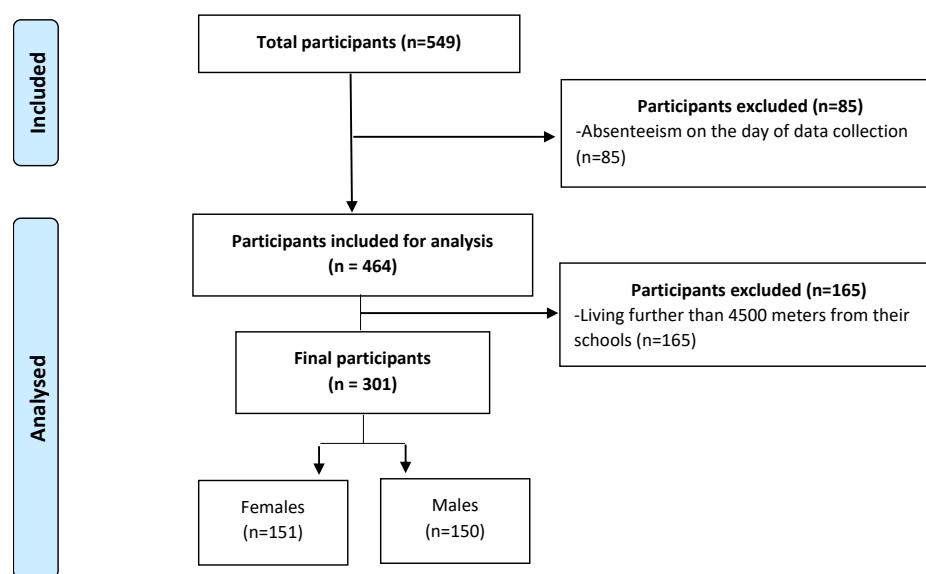 Included
Total participants (n=549)
Participants excluded (n=85)
-Absenteeism on the day of data collection
(n=85)
Analysed
Participants included for analysis
(n = 464)
Participants excluded (n=165)
-Living further than 4500 meters from their
schools (n=165)
Final participants
(n = 301)
Females
(n=151)
Males
(n=150)